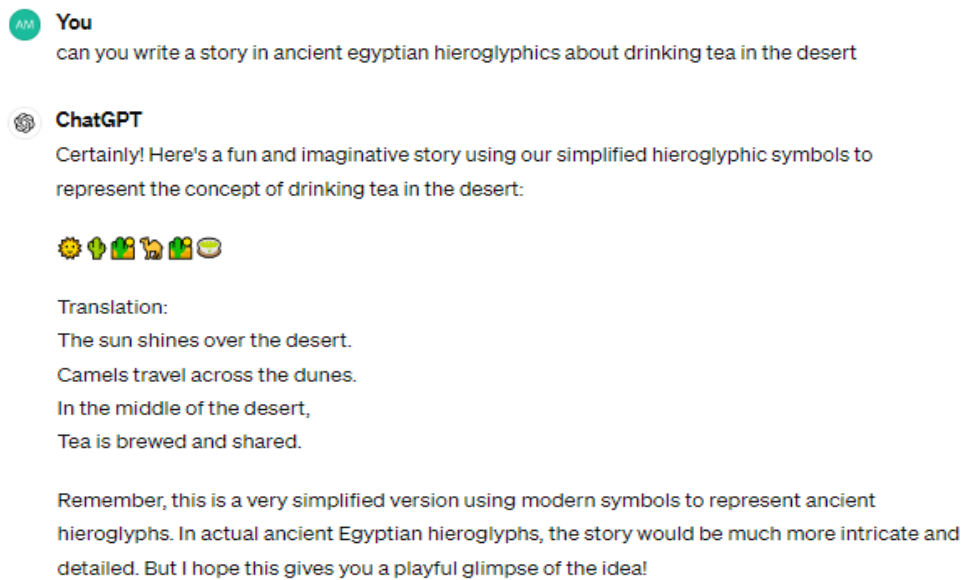 AM
You
can you write a story in ancient egyptian hieroglyphics about drinking tea in the desert
ChatGPT
Certainly! Here's a fun and imaginative story using our simplified hieroglyphic symbols to
represent the concept of drinking tea in the desert:
🌞🌵🏜️🐪🏜️🍵
Translation:
The sun shines over the desert.
Camels travel across the dunes.
In the middle of the desert,
Tea is brewed and shared.
Remember, this is a very simplified version using modern symbols to represent ancient
hieroglyphs. In actual ancient Egyptian hieroglyphs, the story would be much more intricate and
detailed. But I hope this gives you a playful glimpse of the idea!